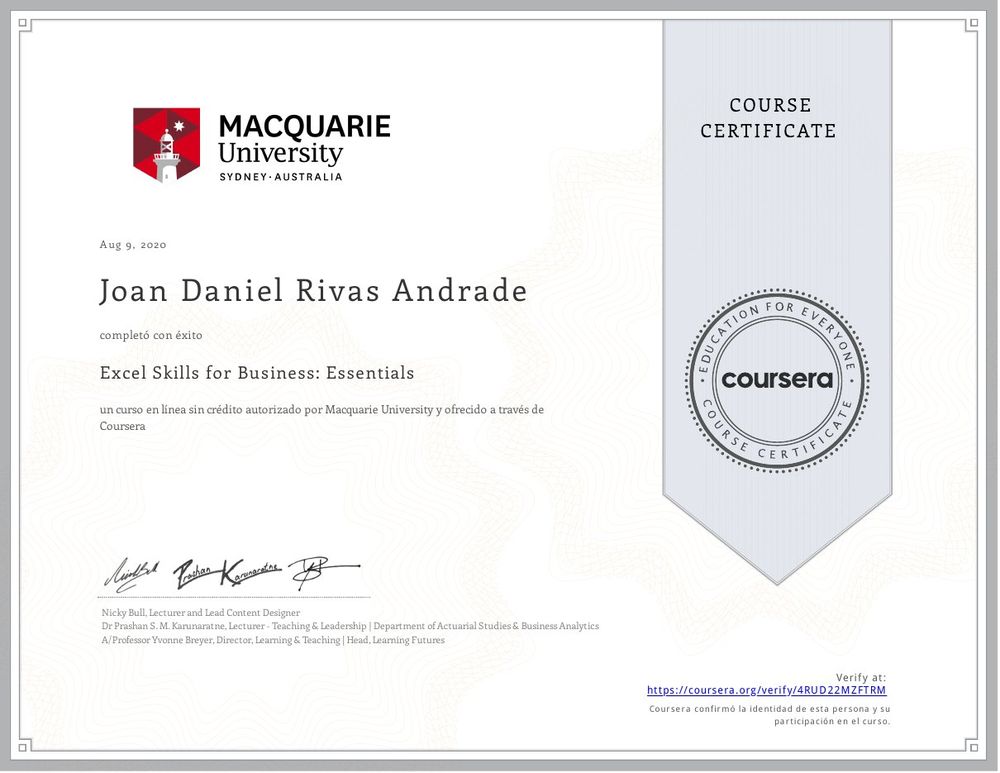 MACQUARIE
University
SYDNEY·AUSTRALIA
COURSE
CERTIFICATE
Aug 9, 2020
Joan Daniel Rivas Andrade
completó con éxito
Excel Skills for Business: Essentials
un curso en línea sin crédito autorizado por Macquarie University y ofrecido a través de
Coursera
EDUCATION FOR EVERYONE
coursera
COURSE CERTIFICATE
Prashan Karunaratne
Nicky Bull, Lecturer and Lead Content Designer
Dr Prashan S. M. Karunaratne, Lecturer - Teaching & Leadership | Department of Actuarial Studies & Business Analytics
A/Professor Yvonne Breyer, Director, Learning & Teaching | Head, Learning Futures
Verify at:
https://coursera.org/verify/4RUD22MZFTRM
Coursera confirmó la identidad de esta persona y su
participación en el curso.